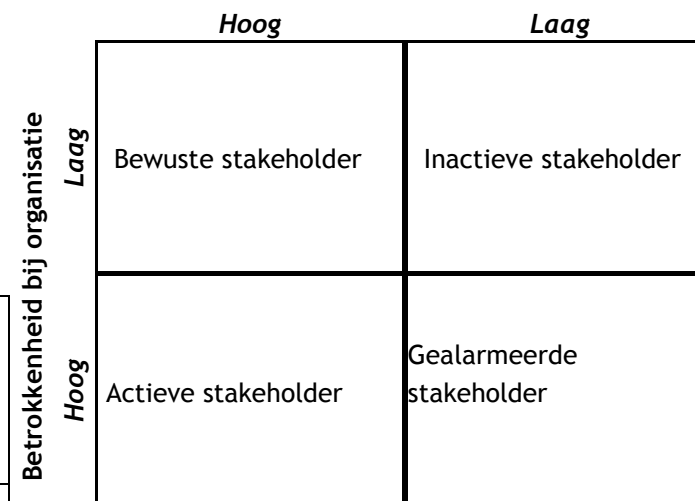 Hoog Laag
Betrokkenheid bij organisatie
Laag
Bewuste stakeholder Inactieve stakeholder
Hoog
Actieve stakeholder
Gealarmeerde
stakeholder